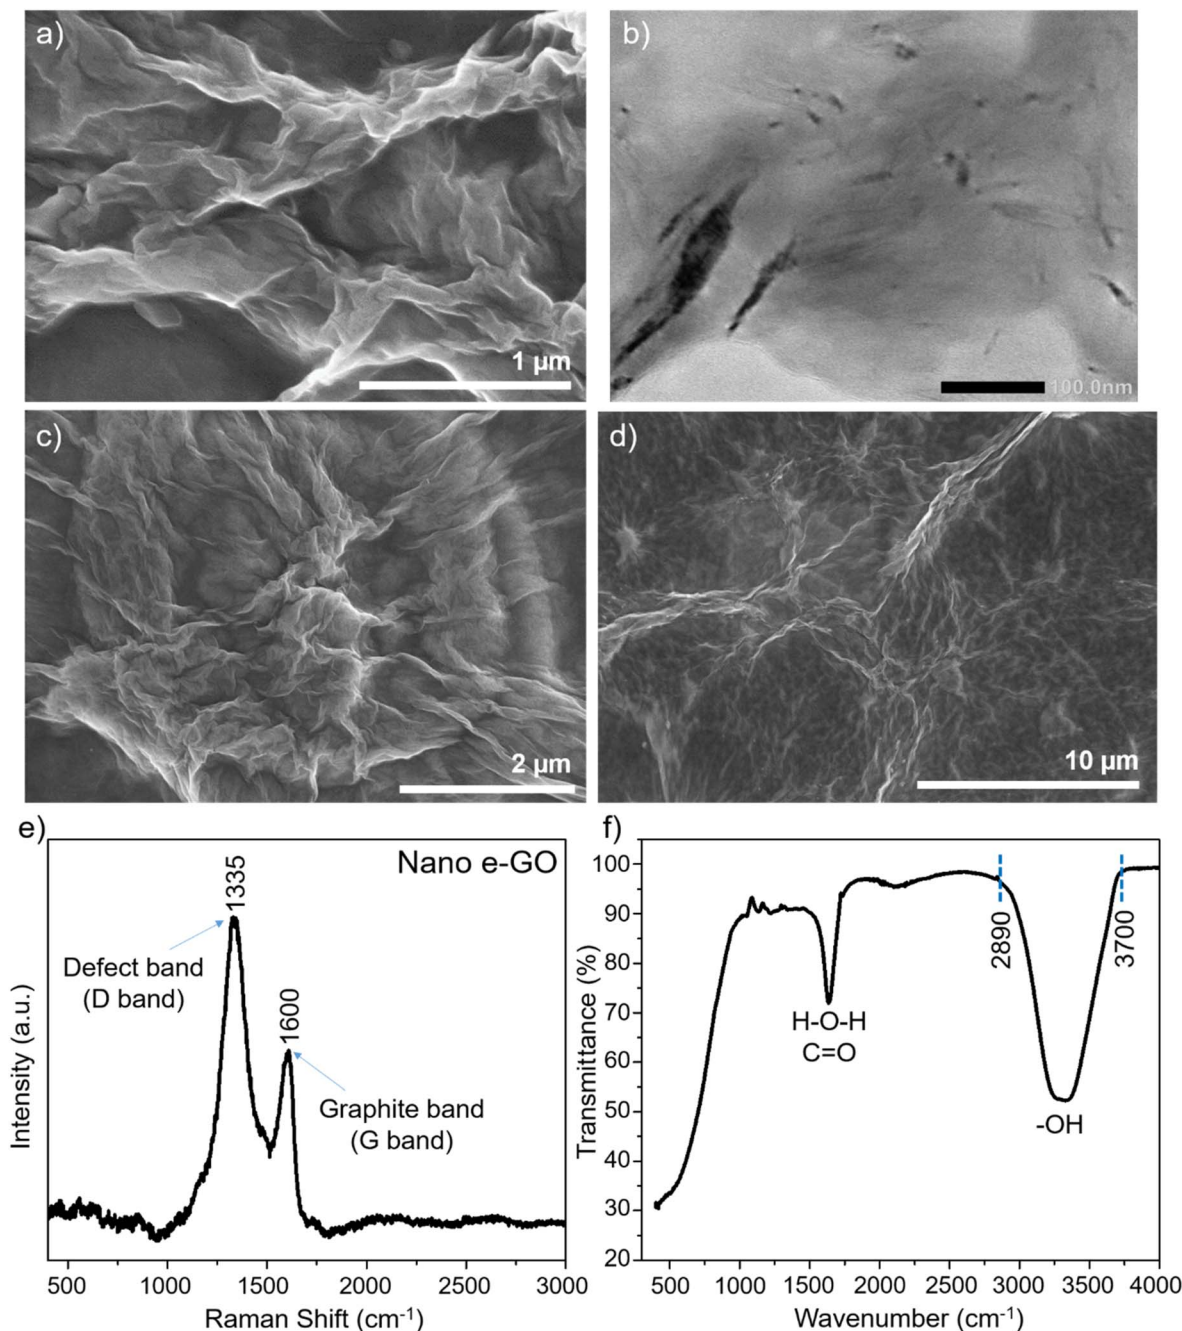 a)
1 µm
b)
100.0nm
c)
2 µm
d)
10 µm
e)
Nano e-GO
1335
Defect band
(D band)
1600
Graphite band
(G band)
Intensity (a.u.)
500 1000 1500 2000 2500 3000
Raman Shift (cm-1)
f)
100
90
80
70
60
50
40
30
20
Transmittance (%)
2890
3700
H-O-H
C=O
-OH
500 1000 1500 2000 2500 3000 3500 4000
Wavenumber (cm-1)